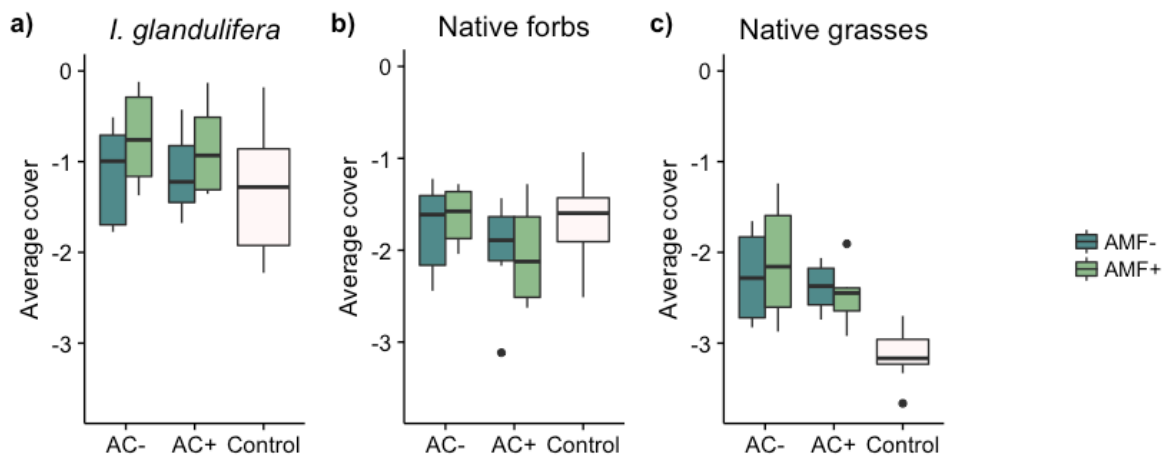 a) I. glandulifera
Average cover
0
-1
-2
-3
AC- AC+ Control
b) Native forbs
Average cover
0
-1
-2
-3
AC- AC+ Control
c) Native grasses
Average cover
0
-1
-2
-3
AC- AC+ Control
AMF-
AMF+